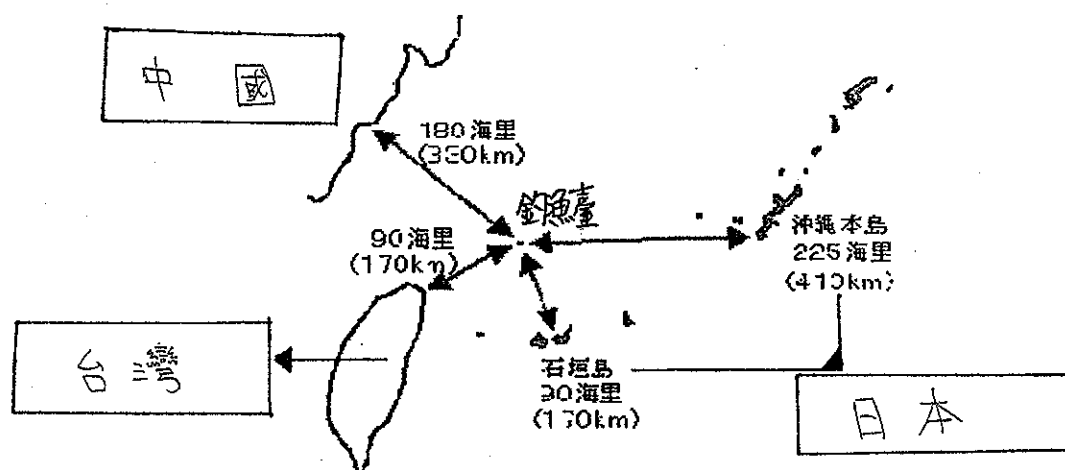 中國
180海里
(330km)
釣魚臺
90海里
(170km)
沖縄本島
225海里
(410km)
台灣
石垣島
90海里
(170km)
日本